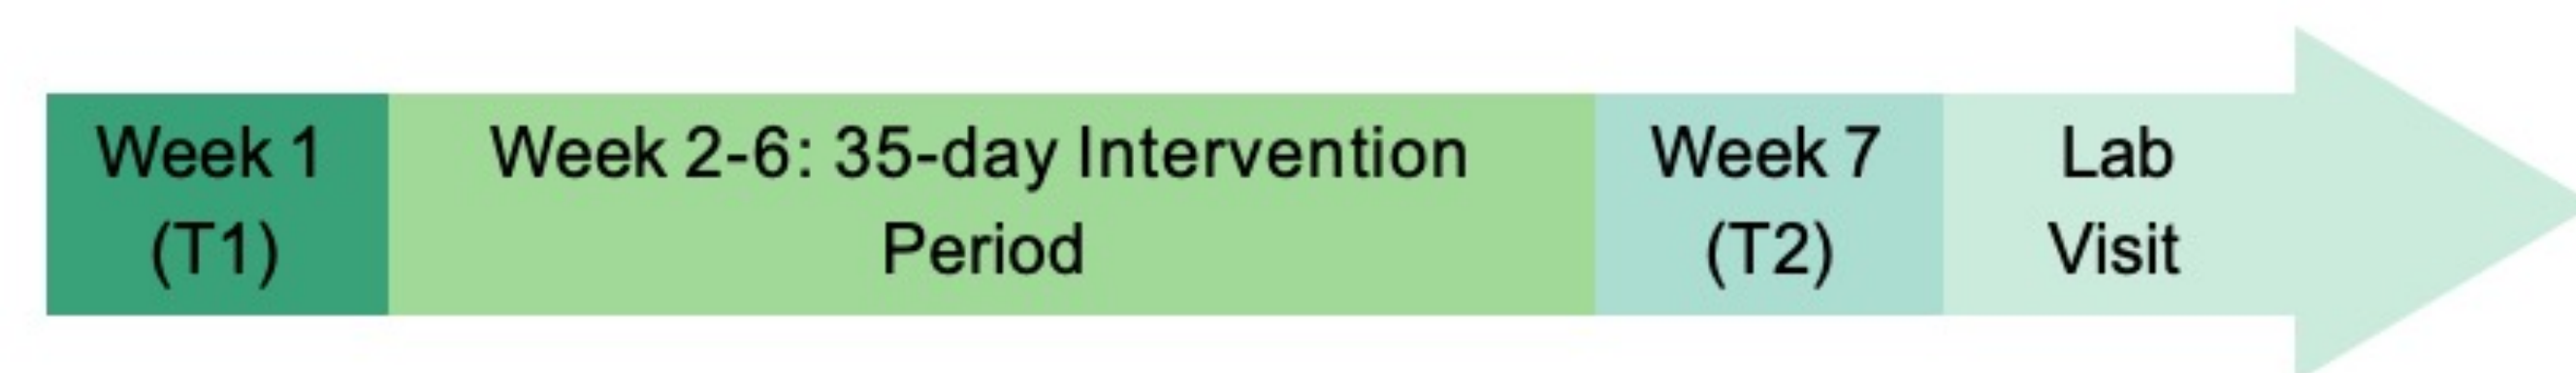 Week 1
(T1)
Week 2-6: 35-day Intervention
Period
Week 7
(T2)
Lab
Visit